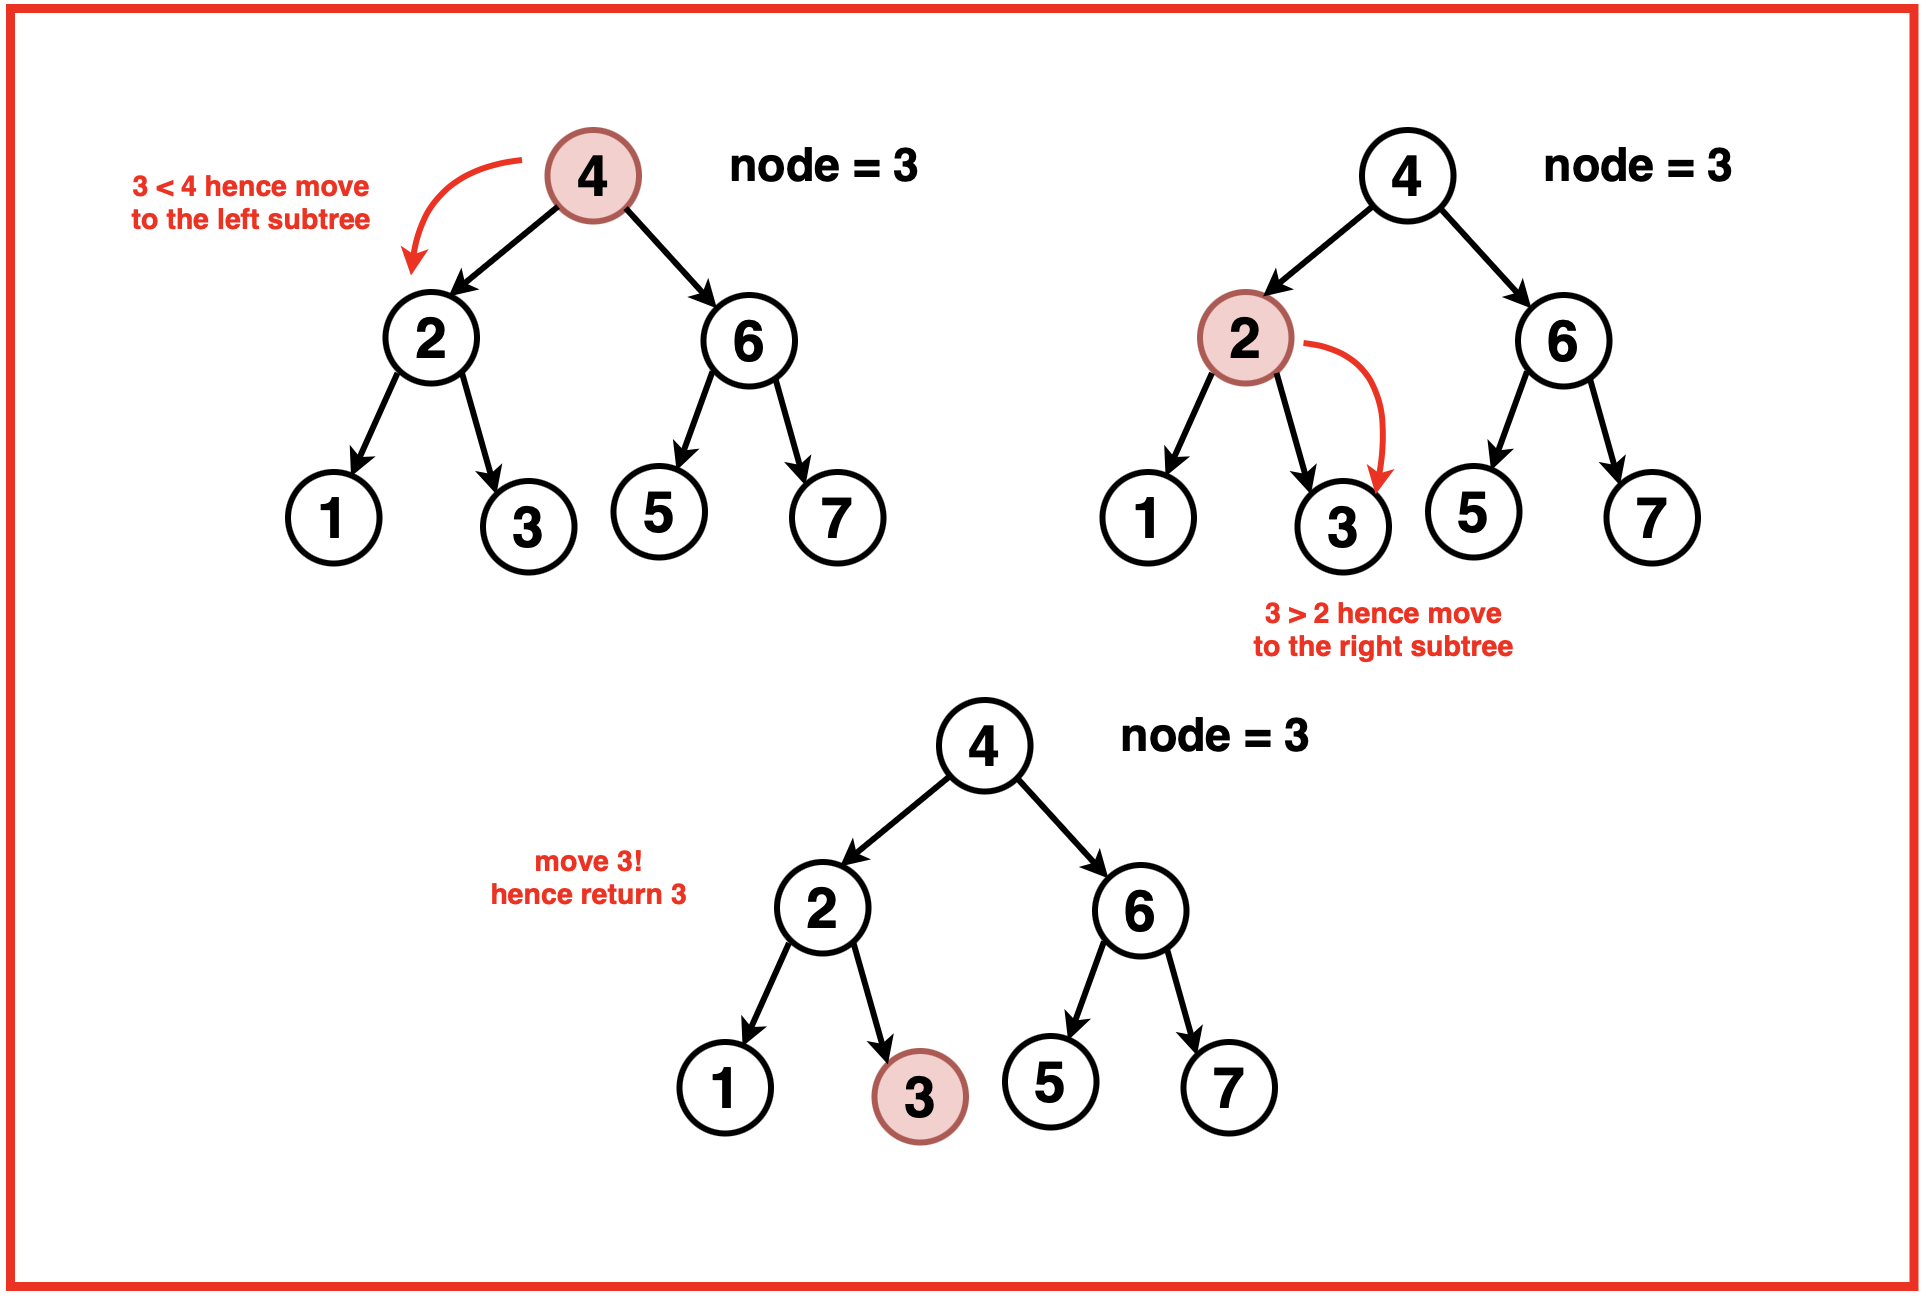 4
node = 3
3 < 4 hence move
to the left subtree
2
6
1
3
5
7
4
node = 3
2
6
1
3
5
7
3 > 2 hence move
to the right subtree
4
node = 3
move 3!
hence return 3
2
6
1
3
5
7